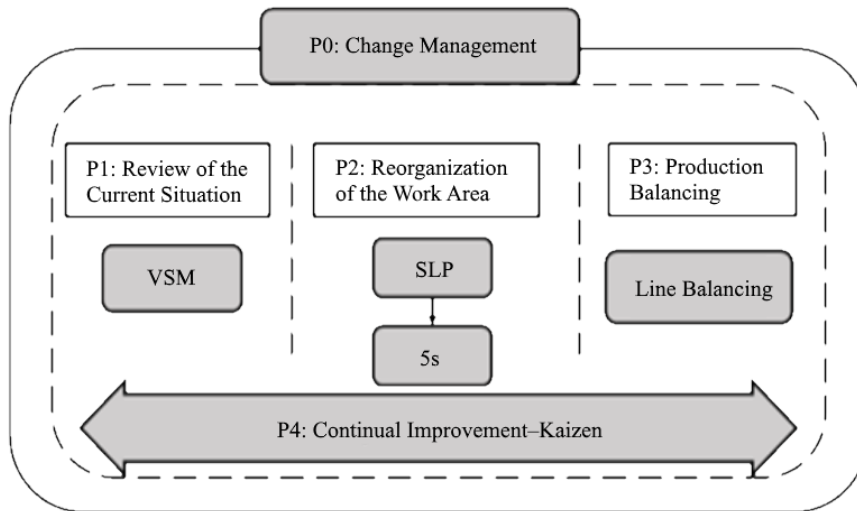 P0: Change Management
P1: Review of the
Current Situation
P2: Reorganization
of the Work Area
P3: Production
Balancing
VSM
SLP
Line Balancing
5s
P4: Continual Improvement–Kaizen